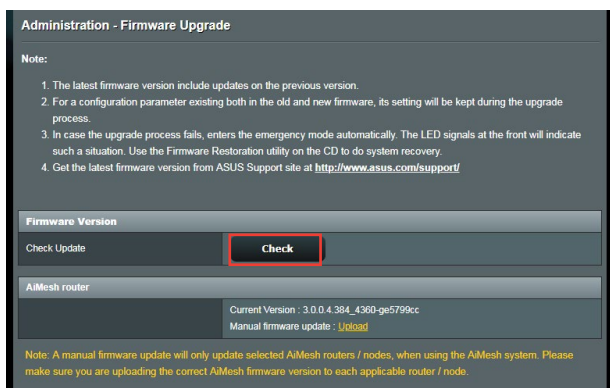 Administration - Firmware Upgrade
Note:
1. The latest firmware version include updates on the previous version.
2. For a configuration parameter existing both in the old and new firmware, its setting will be kept during the upgrade
process.
3. In case the upgrade process fails, enters the emergency mode automatically. The LED signals at the front will indicate
such a situation. Use the Firmware Restoration utility on the CD to do system recovery.
4. Get the latest firmware version from ASUS Support site at http://www.asus.com/support/
Firmware Version
Check Update Check
AiMesh router
Current Version : 3.0.0.4.384_4360-ge5799cc
Manual firmware update : Upload
Note: A manual firmware update will only update selected AiMesh routers / nodes, when using the AiMesh system. Please
make sure you are uploading the correct AiMesh firmware version to each applicable router / node.